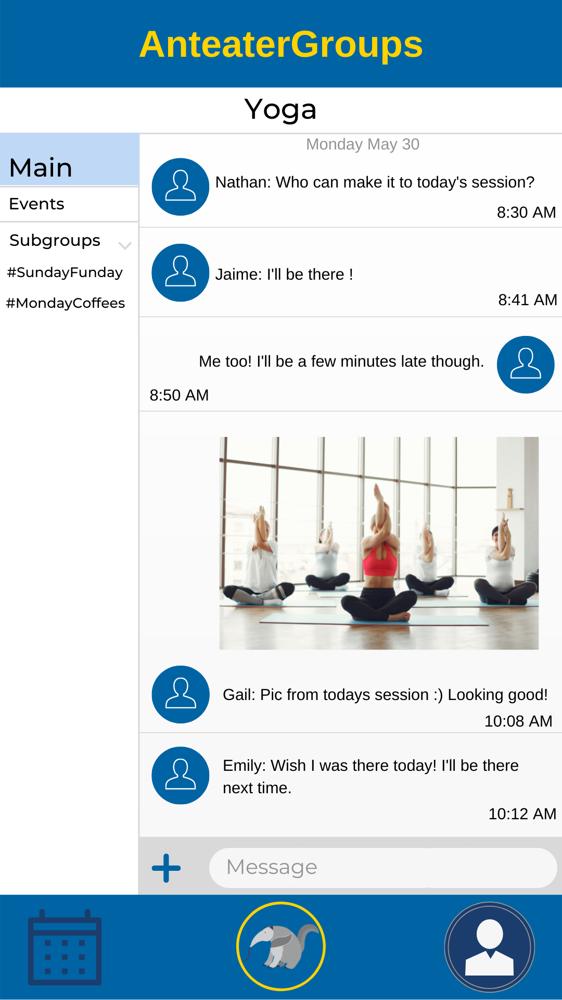 AnteaterGroups
Yoga
Main
Events
Subgroups
#SundayFunday
#MondayCoffees
Monday May 30
Nathan: Who can make it to today's session?
8:30 AM
Jaime: I'll be there !
8:41 AM
Me too! I'll be a few minutes late though.
8:50 AM
Gail: Pic from todays session :) Looking good!
10:08 AM
Emily: Wish I was there today! I'll be there
next time.
10:12 AM
Message